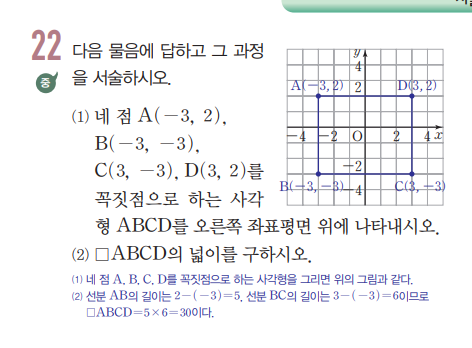 22
중
다음 물음에 답하고 그 과정
을 서술하시오.
(1) 네 점 A(−3, 2),
B(−3, −3),
C(3, −3), D(3, 2)를
꼭짓점으로 하는 사각
형 ABCD를 오른쪽 좌표평면 위에 나타내시오.
y
4
A(−3, 2) 2 D(3, 2)
−4 −2 O 2 4 x
−2
B(−3, −3) −4 C(3, −3)
(2) □ABCD의 넓이를 구하시오.
(1) 네 점 A, B, C, D를 꼭짓점으로 하는 사각형을 그리면 위의 그림과 같다.
(2) 선분 AB의 길이는 2−(−3)=5, 선분 BC의 길이는 3−(−3)=6이므로
□ABCD=5×6=30이다.